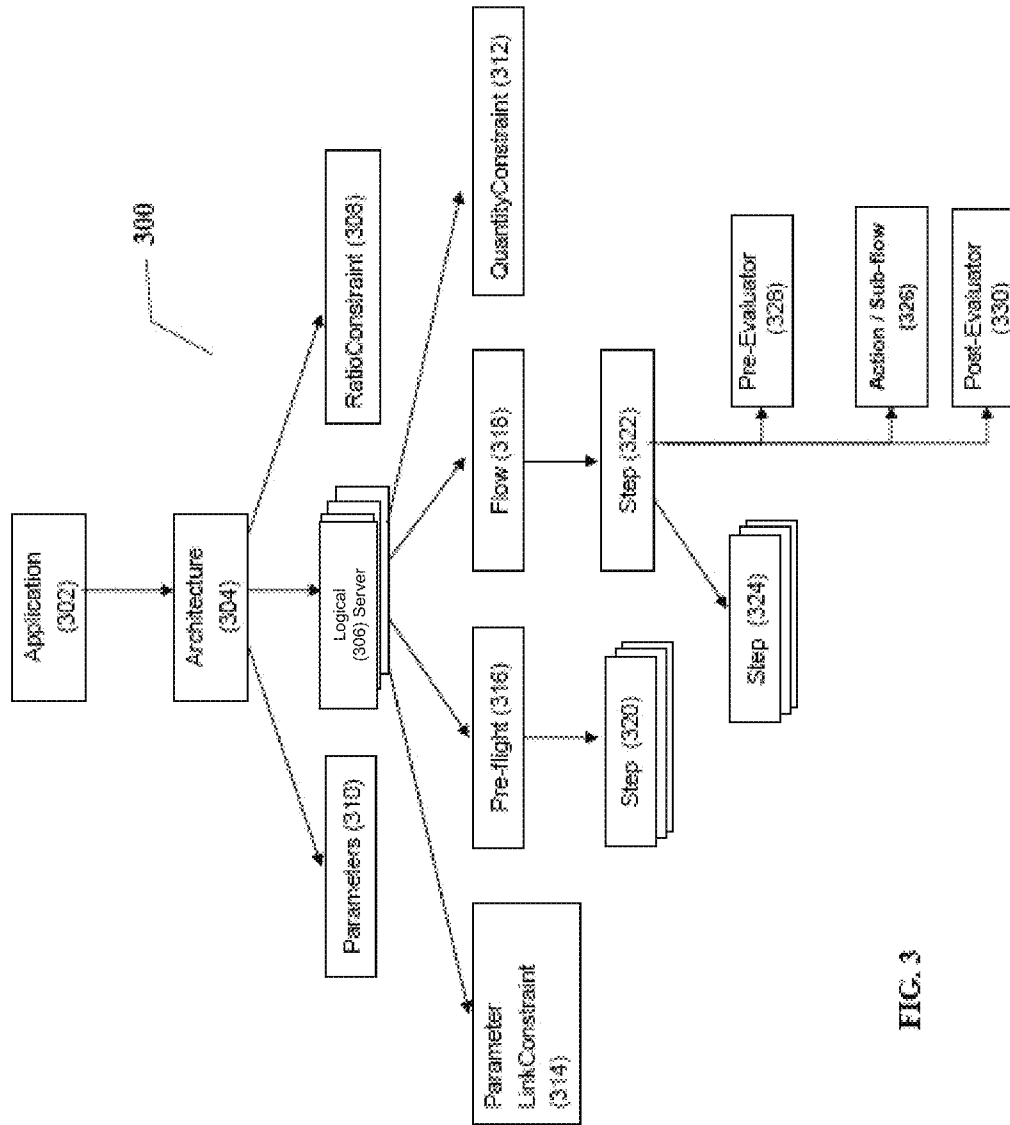 300
Application
(302)
Architecture
(304)
Parameters (310)
Logical
(306) Server
RatioConstraint (308)
Parameter
LinkConstraint
(314)
Pre-flight (316)
Flow (318)
QuantityConstraint (312)
Step (320)
Step (322)
Step (324)
Pre-Evaluator
(328)
Action / Sub-flow
(326)
Post-Evaluator
(330)
FIG. 3